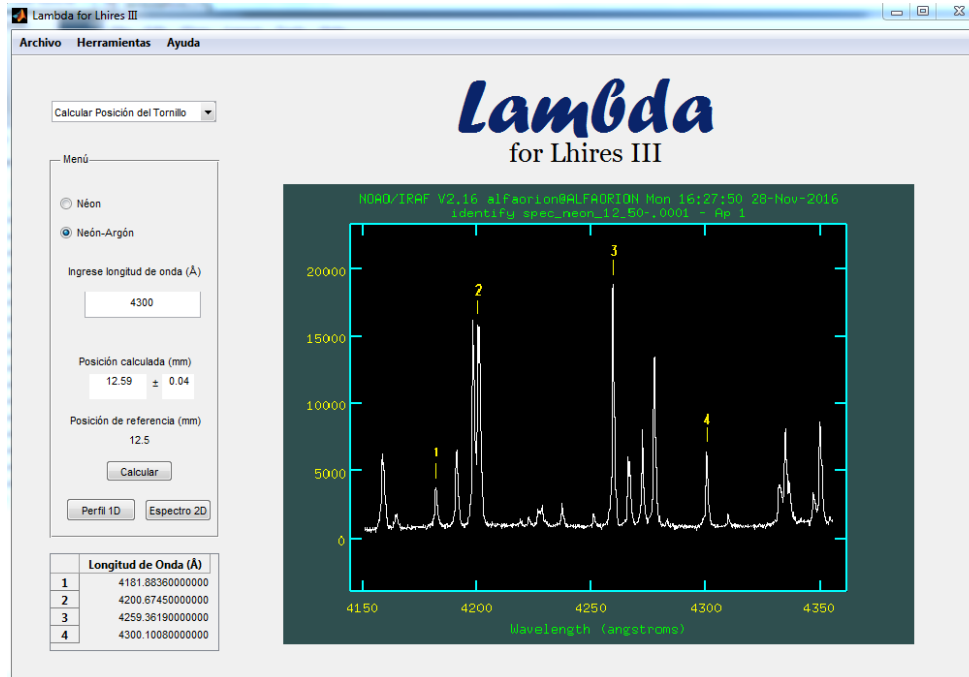 Lambda for Lhires III
Archivo Herramientas Ayuda
Calcular Posición del Tornillo
Lambda
for Lhires III
Menú
Néon
Neón-Argón
Ingrese longitud de onda (Å)
4300
Posición calculada (mm)
12.59 ± 0.04
Posición de referencia (mm)
12.5
Calcular
Perfil 1D Espectro 2D
Longitud de Onda (Å)
1 4181.88360000000
2 4200.67450000000
3 4259.36190000000
4 4300.10080000000
NOAO/IRAF V2.16 alfaorion@ALFAORION Mon 16:27:50 28-Nov-2016
identify spec_neon_12_50-.0001 - Ap 1
20000
15000
10000
5000
0
1
2
3
4
4150 4200 4250 4300 4350
Wavelength (angstroms)